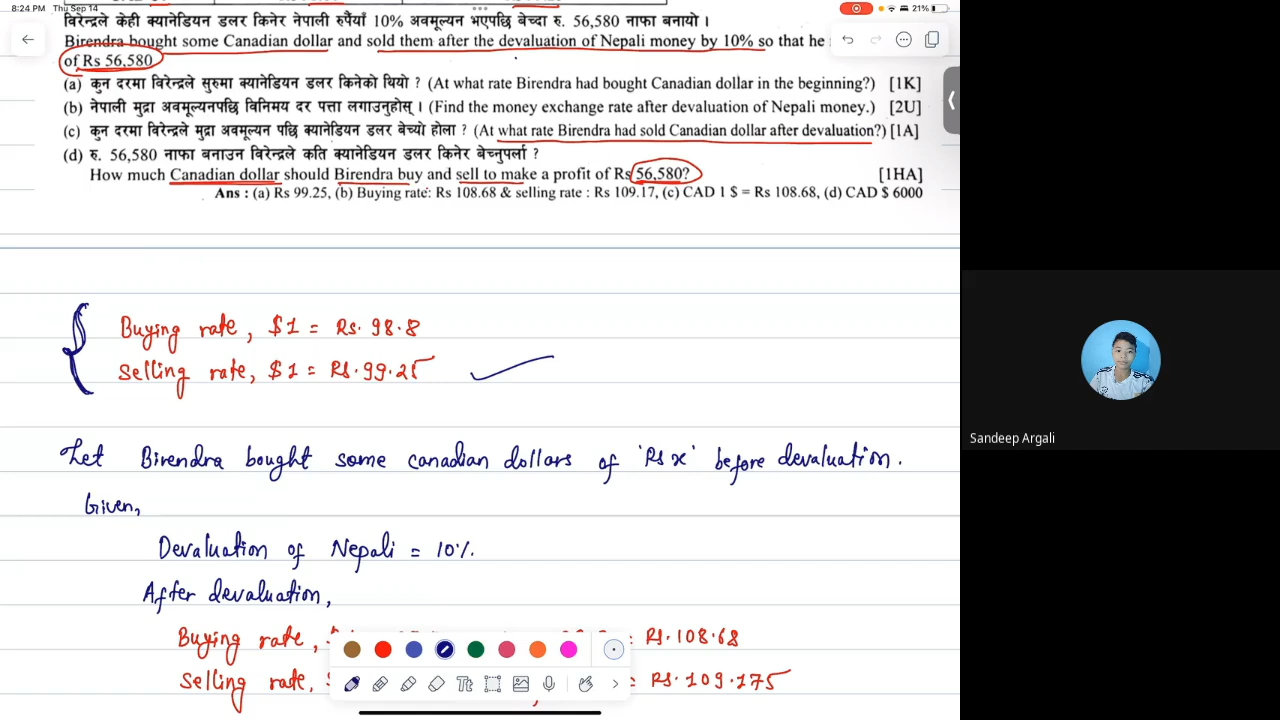 8:24 PM Thu Sep 14
21%
विरेन्द्रले केही क्यानेडियन डलर किनेर नेपाली रुपैंयाँ 10% अवमूल्यन भएपछि बेच्दा रु. 56,580 नाफा बनायो ।
Birendra bought some Canadian dollar and sold them after the devaluation of Nepali money by 10% so that he
of Rs 56,580
(a) कुन दरमा विरेन्द्रले सुरुमा क्यानेडियन डलर किनेको थियो ? (At what rate Birendra had bought Canadian dollar in the beginning?) [1K]
(b) नेपाली मुद्रा अवमूल्यनपछि विनिमय दर पत्ता लगाउनुहोस् । (Find the money exchange rate after devaluation of Nepali money.) [2U]
(c) कुन दरमा विरेन्द्रले मुद्रा अवमूल्यन पछि क्यानेडियन डलर बेच्यो होला ? (At what rate Birendra had sold Canadian dollar after devaluation?) [1A]
(d) रु. 56,580 नाफा बनाउन विरेन्द्रले कति क्यानेडियन डलर किनेर बेच्नुपर्ला ?
How much Canadian dollar should Birendra buy and sell to make a profit of Rs 56,580? [1HA]
Ans : (a) Rs 99.25, (b) Buying rate: Rs 108.68 & selling rate : Rs 109.17, (c) CAD 1 $ = Rs 108.68, (d) CAD $ 6000
Buying rate, $1 = Rs. 98.8
Selling rate, $1 = Rs. 99.25
Let Birendra bought some canadian dollars of 'Rs x' before devaluation.
Given,
Devaluation of Nepali = 10%.
After devaluation,
Buying rate, = Rs. 108.68
Selling rate, = Rs. 109.175
Tt
Sandeep Argali